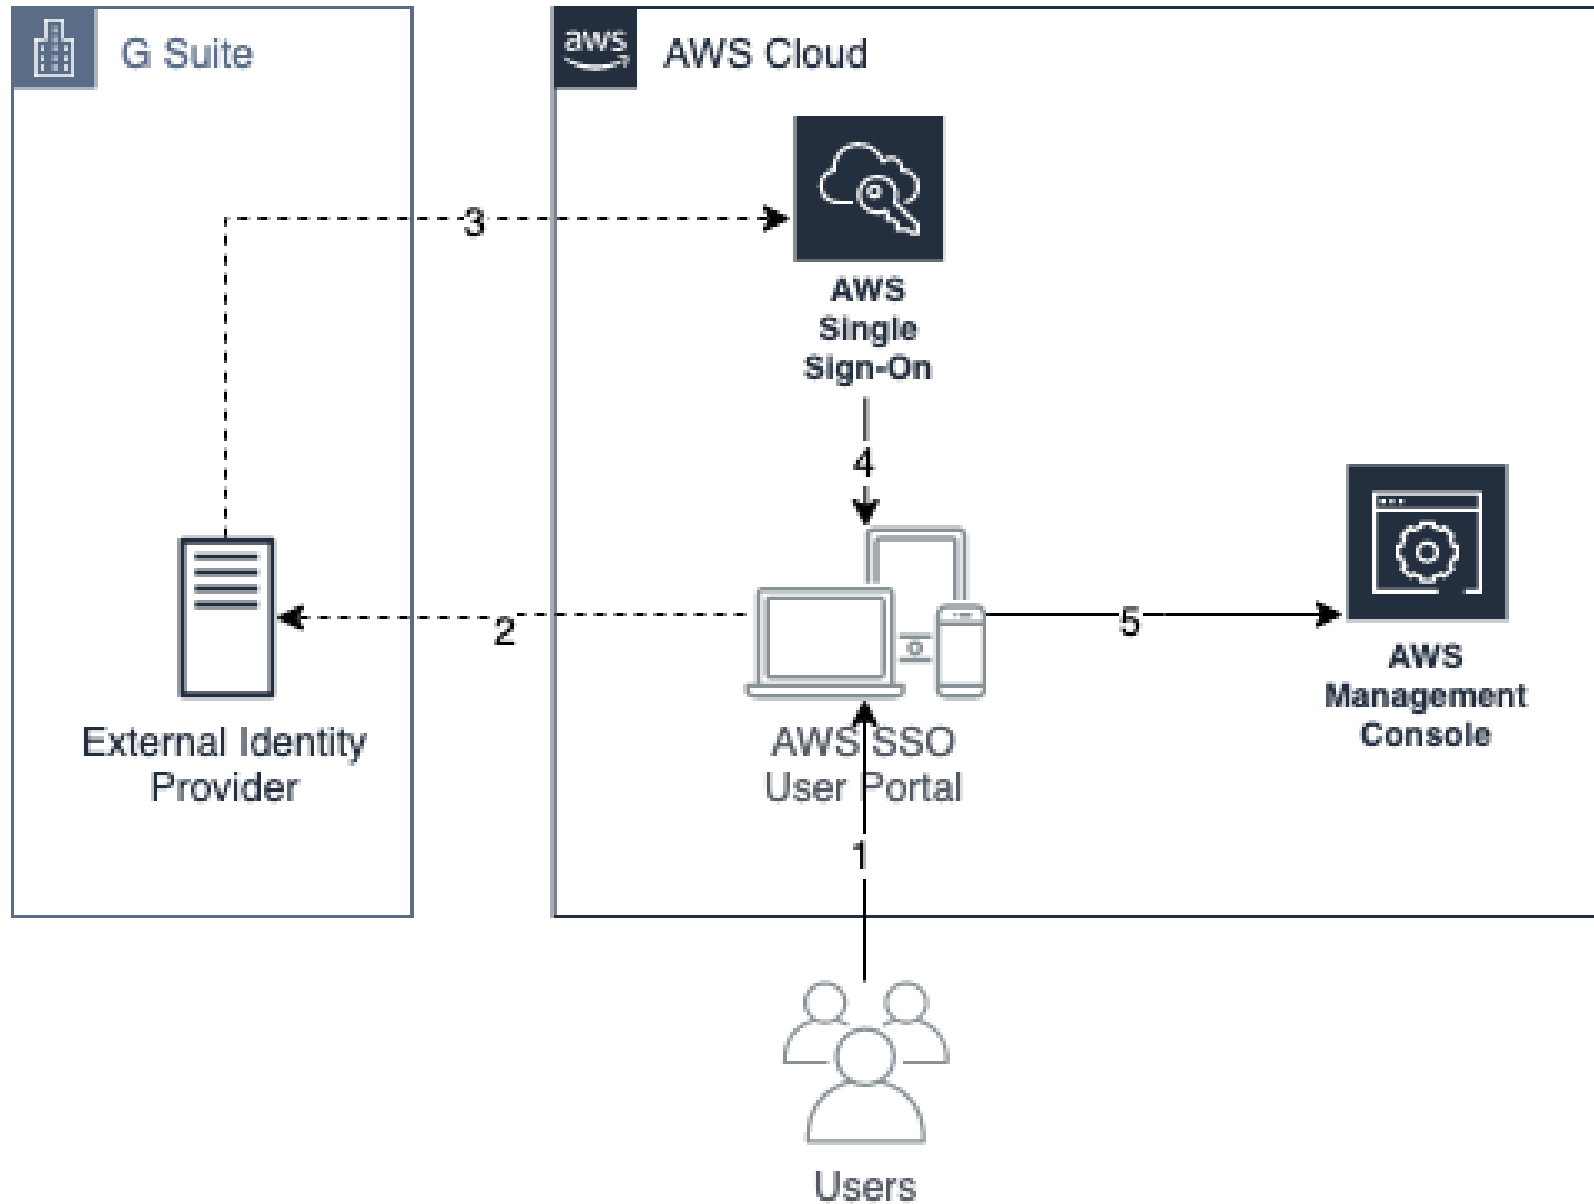 G Suite
aws
AWS Cloud
3
AWS
Single
Sign-On
4
2
5
External Identity
Provider
AWS SSO
User Portal
AWS
Management
Console
1
Users